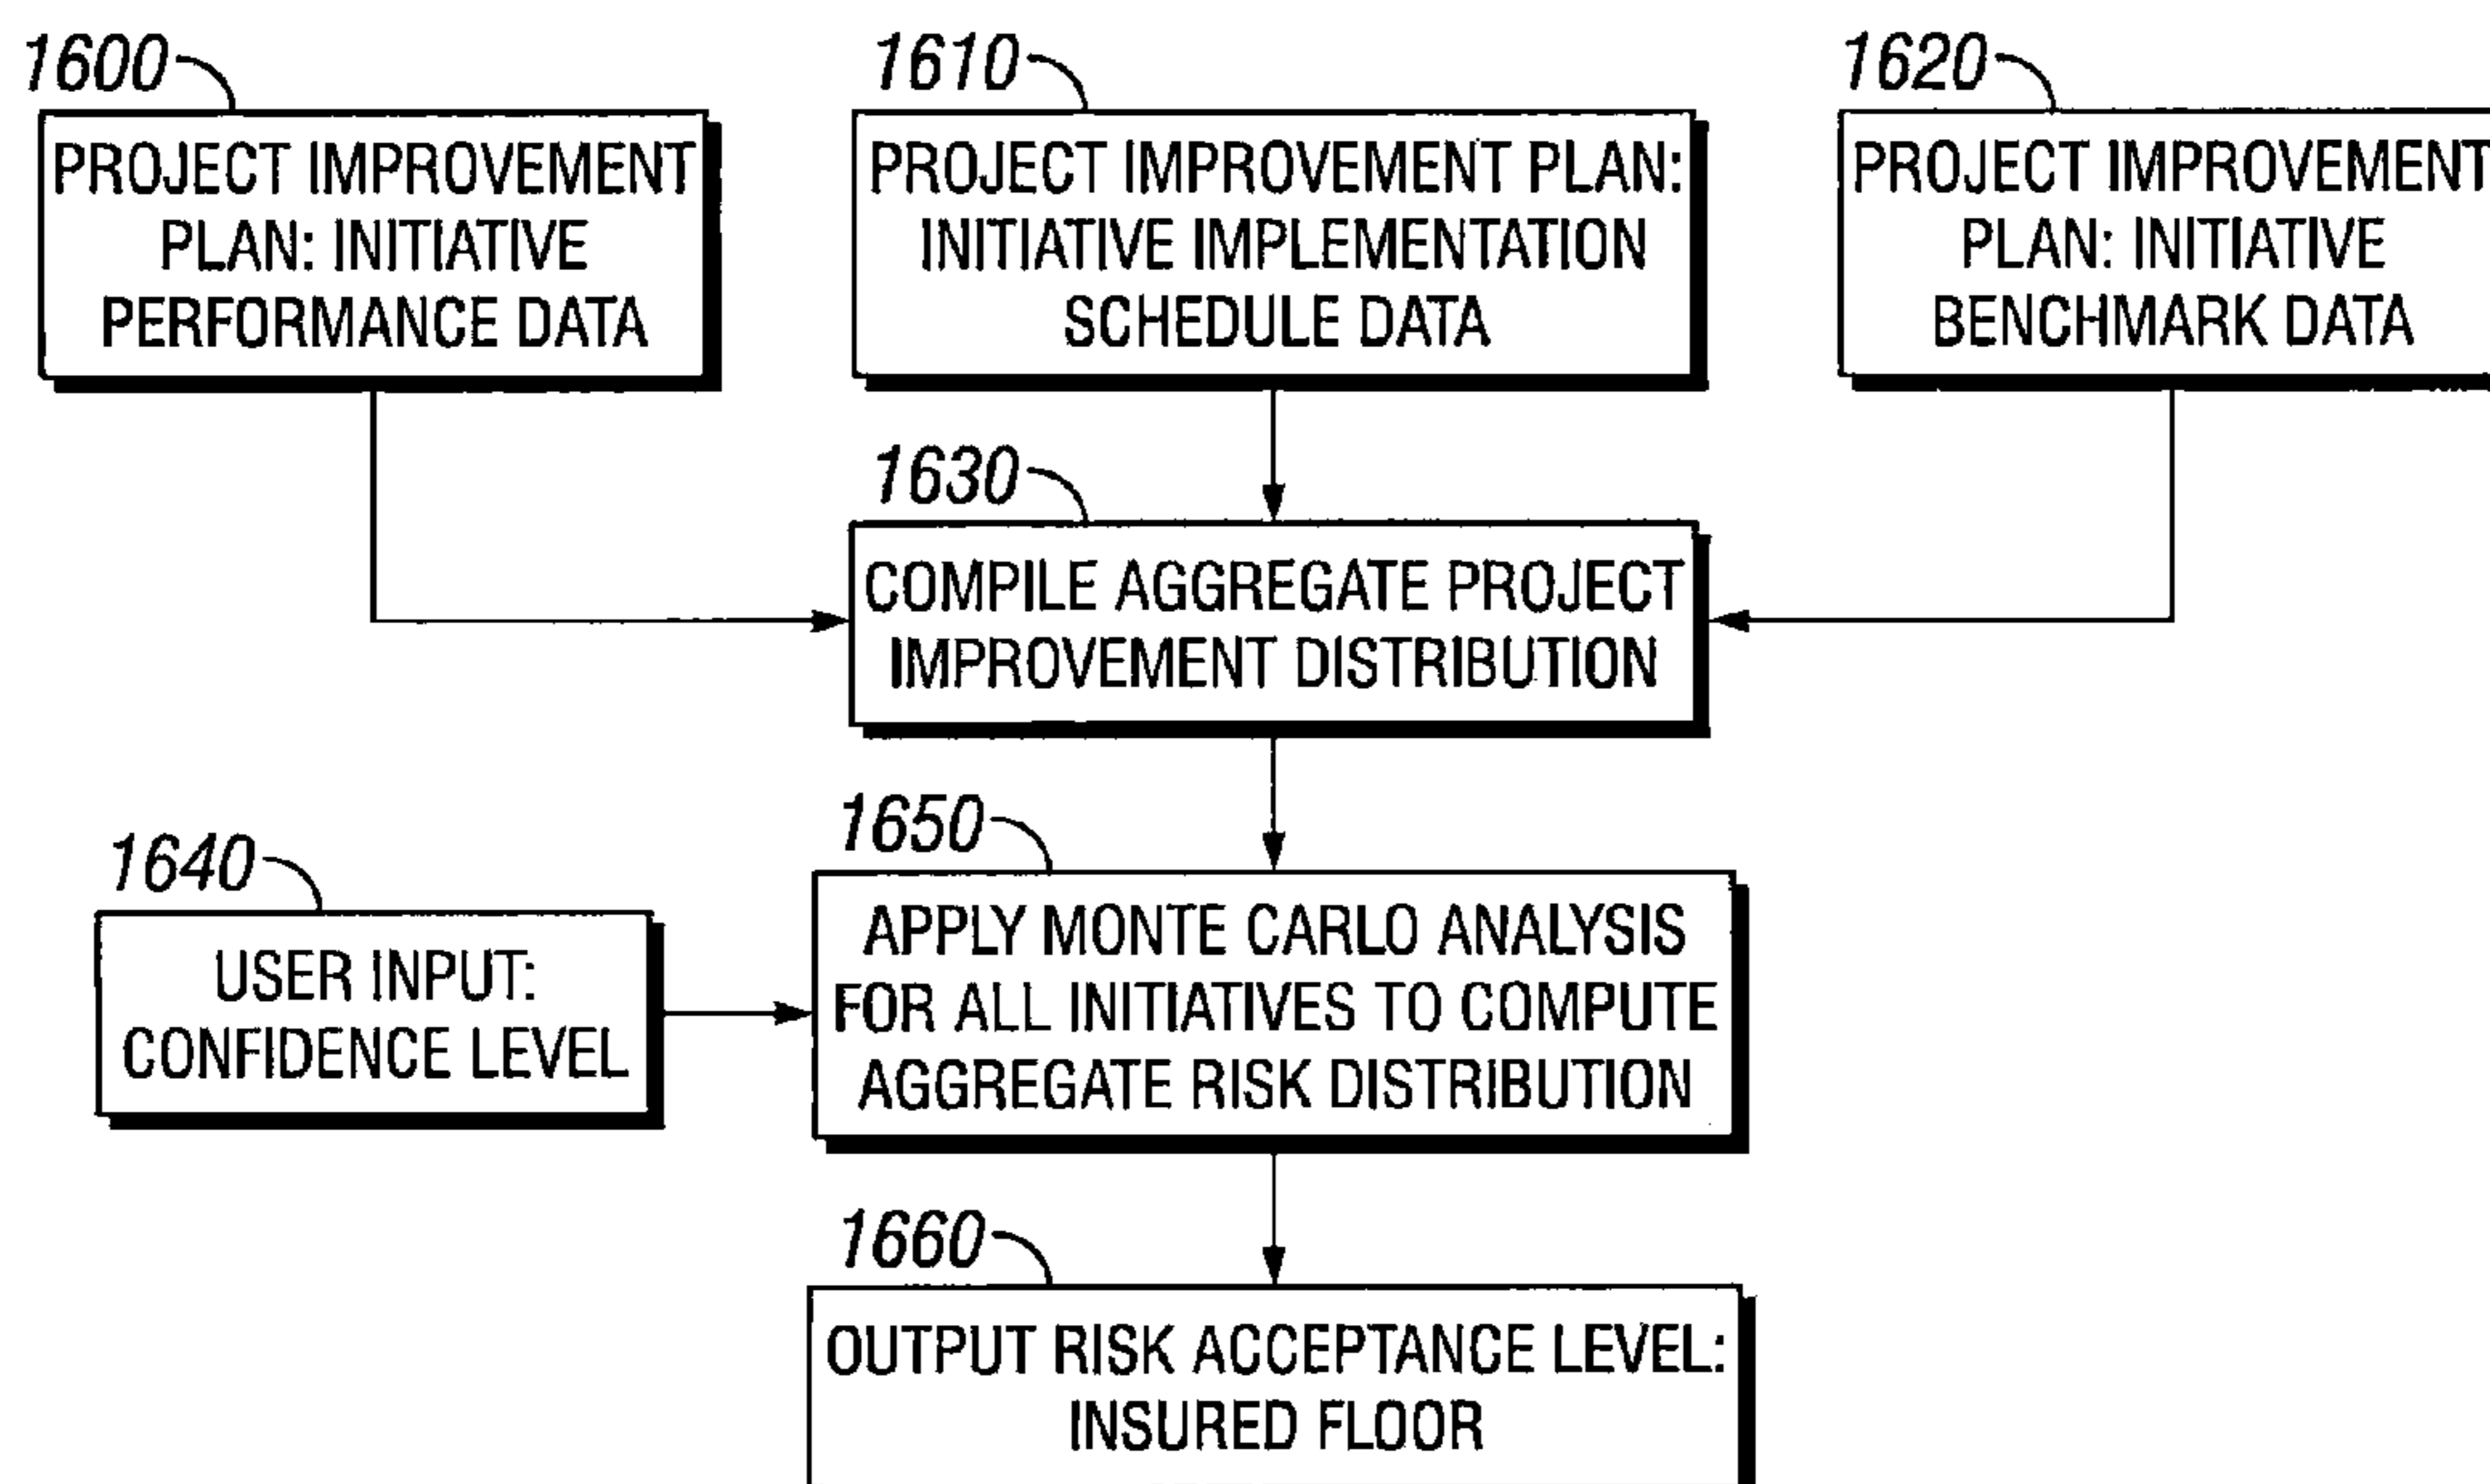 1600
PROJECT IMPROVEMENT
PLAN: INITIATIVE
PERFORMANCE DATA
1610
PROJECT IMPROVEMENT PLAN:
INITIATIVE IMPLEMENTATION
SCHEDULE DATA
1620
PROJECT IMPROVEMENT
PLAN: INITIATIVE
BENCHMARK DATA
1630
COMPILE AGGREGATE PROJECT
IMPROVEMENT DISTRIBUTION
1640
USER INPUT:
CONFIDENCE LEVEL
1650
APPLY MONTE CARLO ANALYSIS
FOR ALL INITIATIVES TO COMPUTE
AGGREGATE RISK DISTRIBUTION
1660
OUTPUT RISK ACCEPTANCE LEVEL:
INSURED FLOOR